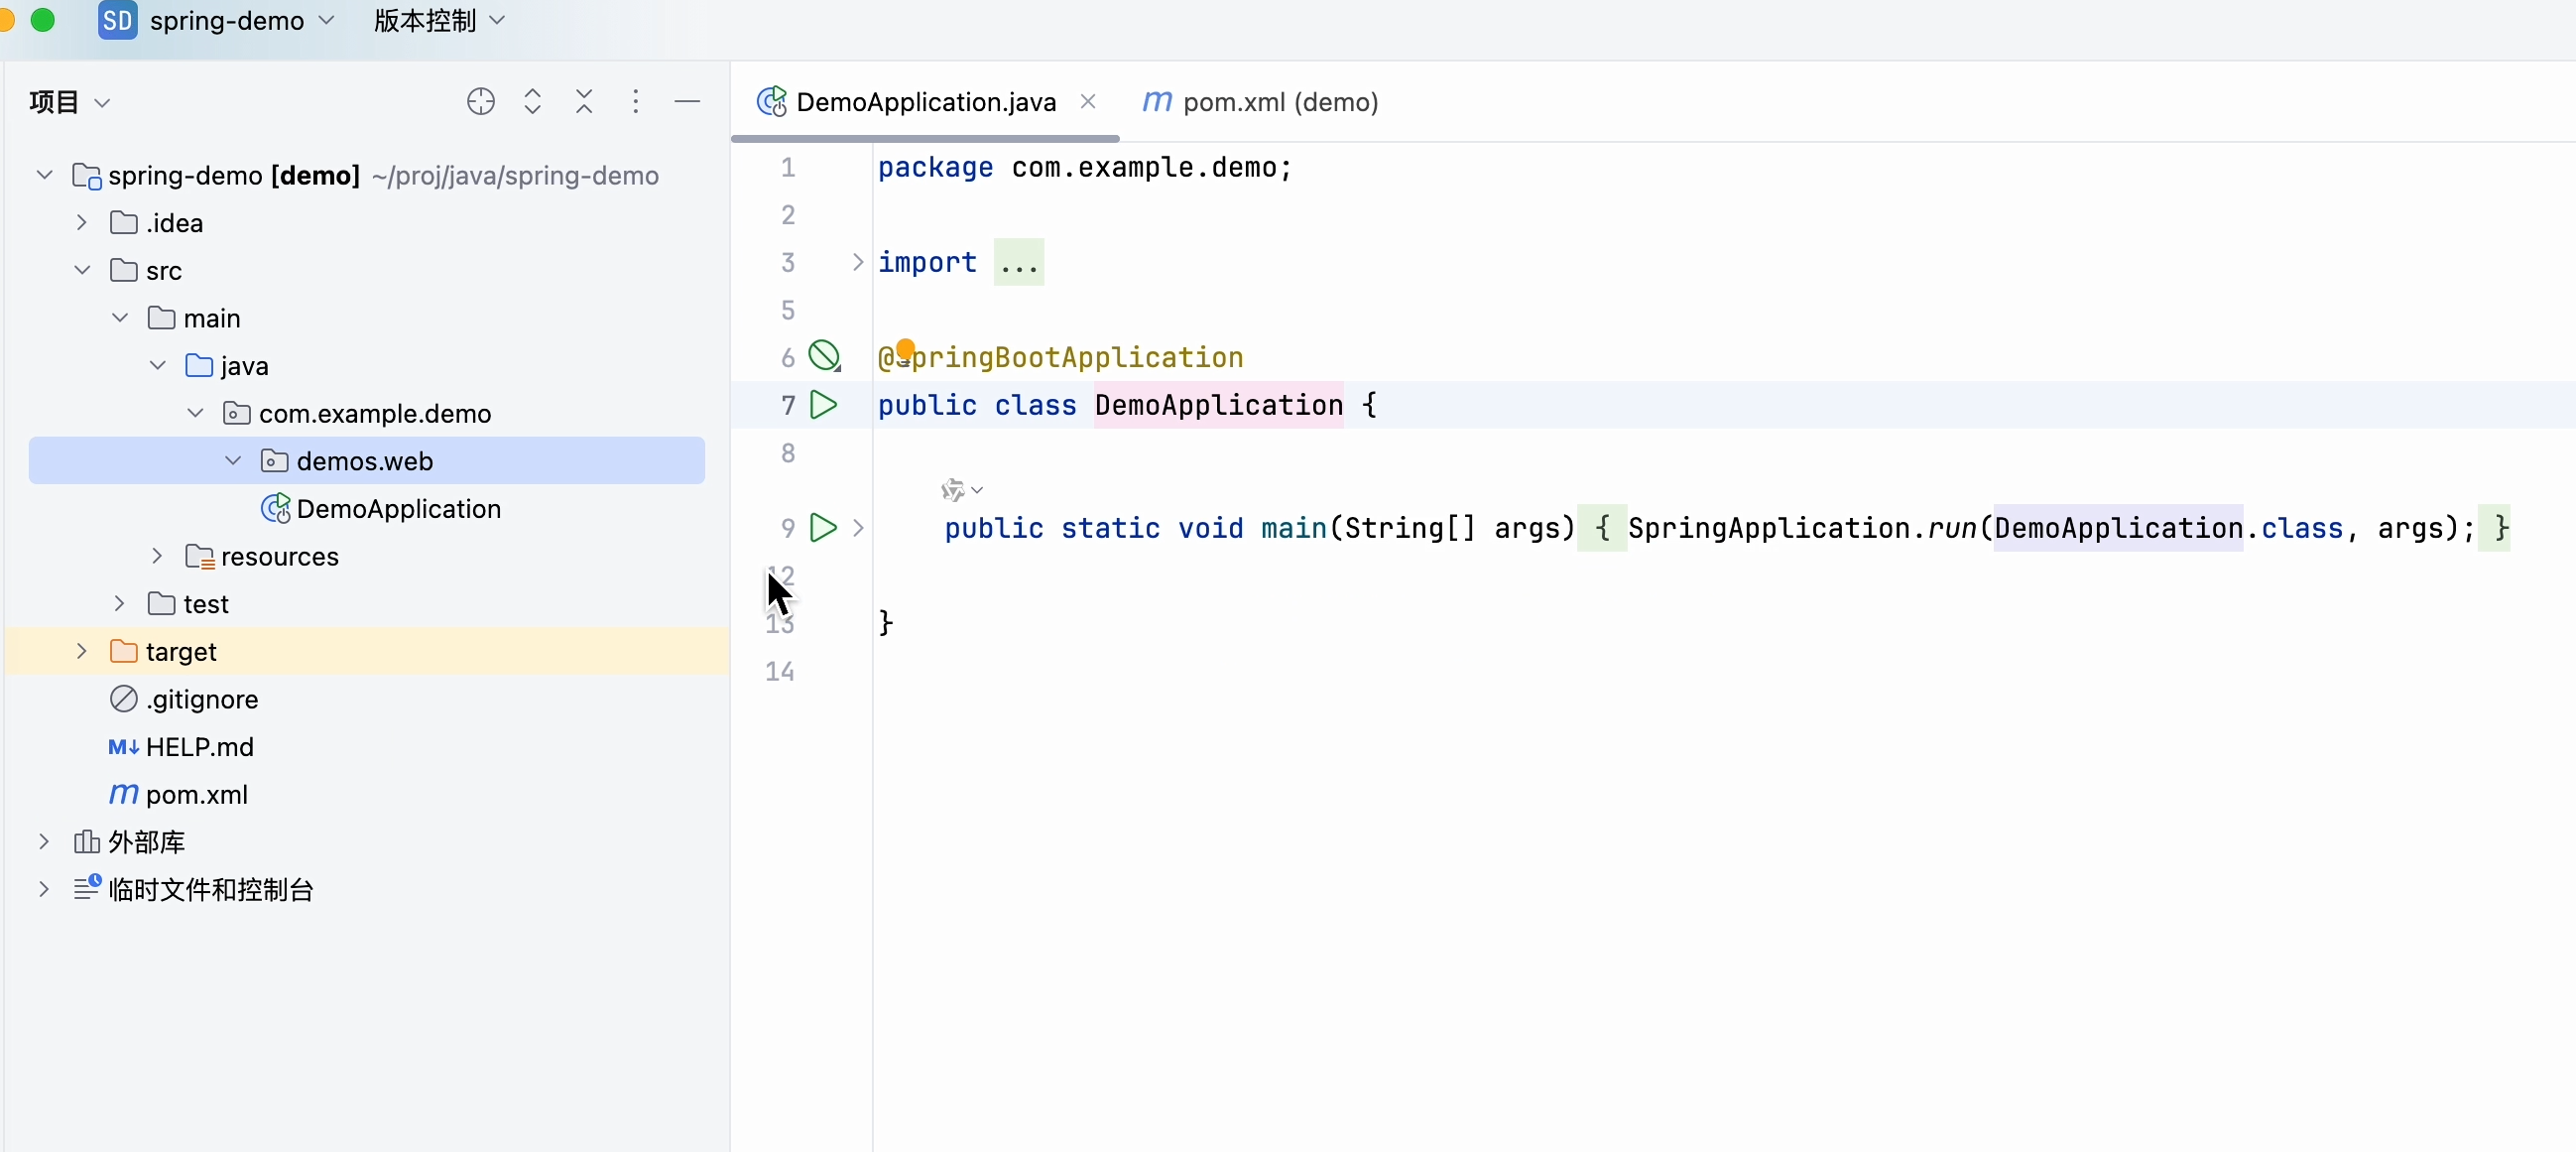 SD spring-demo 版本控制
项目
spring-demo [demo] ~/proj/java/spring-demo
.idea
src
main
java
com.example.demo
demos.web
DemoApplication
resources
test
target
.gitignore
M↓ HELP.md
m pom.xml
外部库
临时文件和控制台
DemoApplication.java m pom.xml (demo)
1 package com.example.demo;
2
3 import ...
5
6 @SpringBootApplication
7 public class DemoApplication {
8
9 public static void main(String[] args) { SpringApplication.run(DemoApplication.class, args); }
12
13 }
14